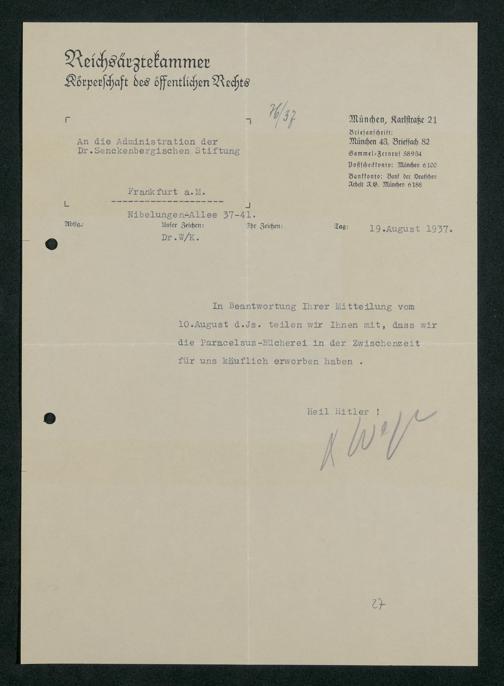 Reichsärztekammer
Körperschaft des öffentlichen Rechts
76/37
München, Karlstraße 21
Briefanschrift:
München 43, Brieffach 82
Sammel-Fernruf 58954
Postscheckkonto: München 6100
Bankkonto: Bank der Deutschen
Arbeit A.G. München 6186
An die Administration der
Dr.Senckenbergischen Stiftung
Frankfurt a.M.
Nibelungen-Allee 37-41.
Abtlg.: Unser Zeichen: Ihr Zeichen: Tag: 19.August 1937.
Dr.W/K.
In Beantwortung Ihrer Mitteilung vom
10.August d.Js. teilen wir Ihnen mit, dass wir
die Paracelsus-Bücherei in der Zwischenzeit
für uns käuflich erworben haben .
Heil Hitler !
27